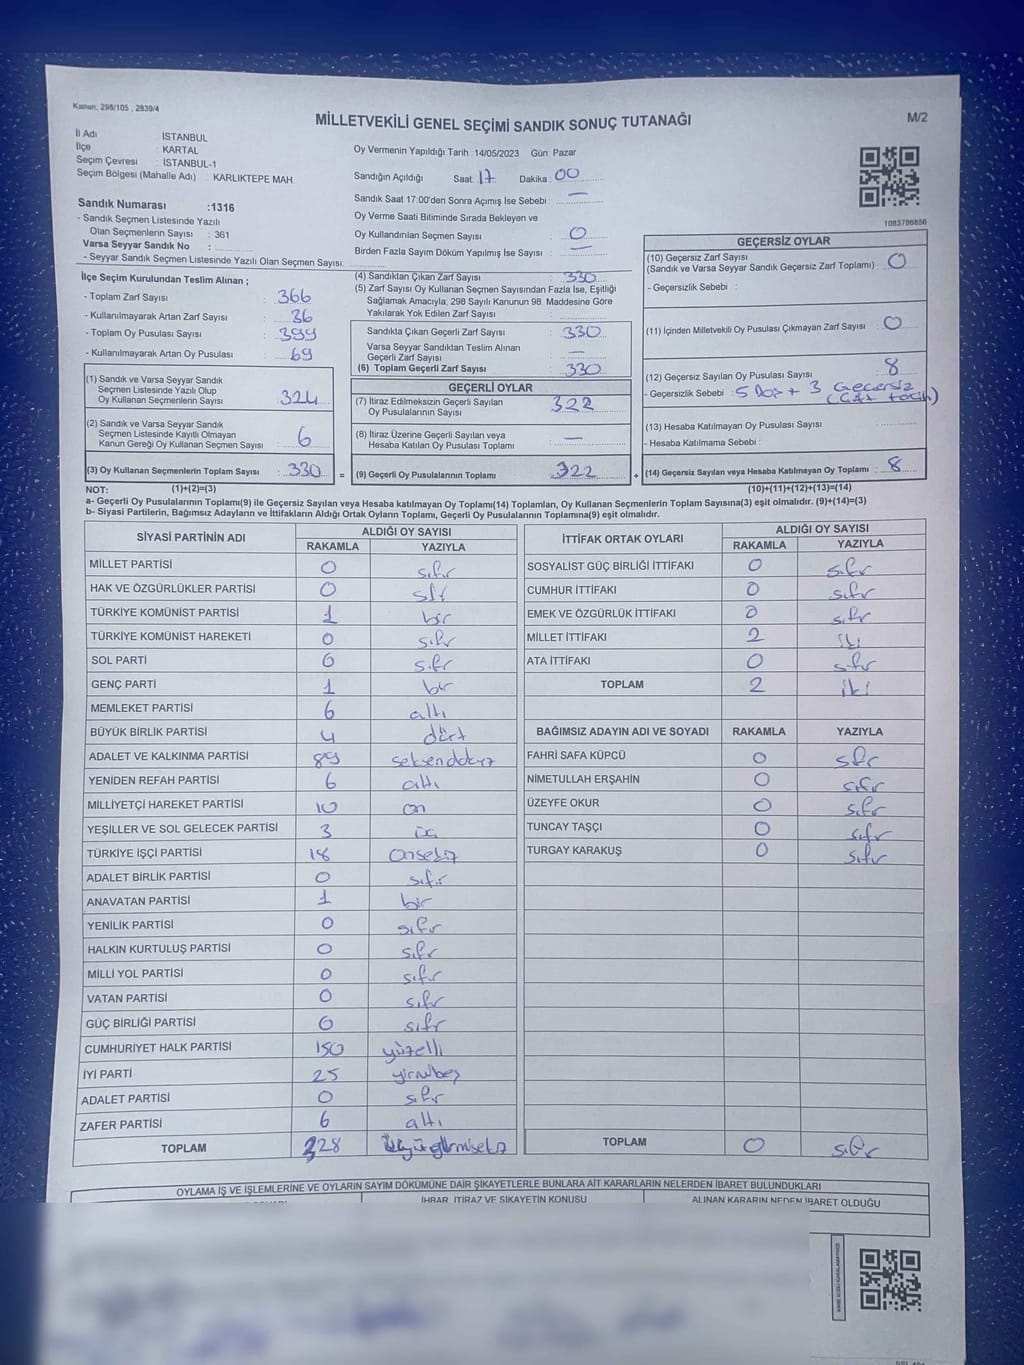 Kanun, 298/105 , 2839/4
MİLLETVEKİLİ GENEL SEÇİMİ SANDIK SONUÇ TUTANAĞI
M/2
İl Adı : İSTANBUL
İlçe : KARTAL
Seçim Çevresi : İSTANBUL-1
Seçim Bölgesi (Mahalle Adı) : KARLIKTEPE MAH.
Sandık Numarası :1316
- Sandık Seçmen Listesinde Yazılı
Olan Seçmenlerin Sayısı : 361
Varsa Seyyar Sandık No :
- Seyyar Sandık Seçmen Listesinde Yazılı Olan Seçmen Sayısı:
Oy Vermenin Yapıldığı Tarih :14/05/2023 Gün: Pazar
Sandığın Açıldığı Saat: 17 Dakika : 00
Sandık Saat 17:00'den Sonra Açımış İse Sebebi : —
Oy Verme Saati Bitiminde Sırada Bekleyen ve
Oy Kullandırılan Seçmen Sayısı : 0
Birden Fazla Sayım Döküm Yapılmış İse Sayısı : —
1083786856
İlçe Seçim Kurulundan Teslim Alınan ;
- Toplam Zarf Sayısı : 366
- Kullanılmayarak Artan Zarf Sayısı : 36
- Toplam Oy Pusulası Sayısı : 399
- Kullanılmayarak Artan Oy Pusulası : 69
(1) Sandık ve Varsa Seyyar Sandık
Seçmen Listesinde Yazılı Olup
Oy Kullanan Seçmenlerin Sayısı : 324
(2) Sandık ve Varsa Seyyar Sandık
Seçmen Listesinde Kayıtlı Olmayan
Kanun Gereği Oy Kullanan Seçmen Sayısı : 6
(3) Oy Kullanan Seçmenlerin Toplam Sayısı : 330
(4) Sandıktan Çıkan Zarf Sayısı : 330
(5) Zarf Sayısı Oy Kullanan Seçmen Sayısından Fazla İse, Eşitliği
Sağlamak Amacıyla, 298 Sayılı Kanunun 98. Maddesine Göre
Yakılarak Yok Edilen Zarf Sayısı :
Sandıkta Çıkan Geçerli Zarf Sayısı : 330
Varsa Seyyar Sandıktan Teslim Alınan
Geçerli Zarf Sayısı : —
(6) Toplam Geçerli Zarf Sayısı : 330
GEÇERLİ OYLAR
(7) İtiraz Edilmeksizin Geçerli Sayılan
Oy Pusulalarının Sayısı : 322
(8) İtiraz Üzerine Geçerli Sayılan veya
Hesaba Katılan Oy Pusulası Toplamı : —
= (9) Geçerli Oy Pusulalarının Toplamı : 322
GEÇERSİZ OYLAR
(10) Geçersiz Zarf Sayısı
(Sandık ve Varsa Seyyar Sandık Geçersiz Zarf Toplamı) : 0
- Geçersizlik Sebebi :
(11) İçinden Milletvekili Oy Pusulası Çıkmayan Zarf Sayısı : 0
(12) Geçersiz Sayılan Oy Pusulası Sayısı : 8
- Geçersizlik Sebebi : 5 Boş + 3 Geçersiz
(13) Hesaba Katılmayan Oy Pusulası Sayısı :
- Hesaba Katılmama Sebebi :
+ (14) Geçersiz Sayılan veya Hesaba Katılmayan Oy Toplamı : 8
NOT: (1)+(2)=(3)
(10)+(11)+(12)+(13)=(14)
a- Geçerli Oy Pusulalarının Toplamı(9) ile Geçersiz Sayılan veya Hesaba katılmayan Oy Toplamı(14) Toplamları, Oy Kullanan Seçmenlerin Toplam Sayısına(3) eşit olmalıdır. (9)+(14)=(3)
b- Siyasi Partilerin, Bağımsız Adayların ve İttifakların Aldığı Ortak Oyların Toplamı, Geçerli Oy Pusulalarının Toplamına(9) eşit olmalıdır.
SİYASİ PARTİNİN ADI ALDIĞI OY SAYISI
RAKAMLA YAZIYLA
MİLLET PARTİSİ 0 sıfır
HAK VE ÖZGÜRLÜKLER PARTİSİ 0 sıfır
TÜRKİYE KOMÜNİST PARTİSİ 1 bir
TÜRKİYE KOMÜNİST HAREKETİ 0 sıfır
SOL PARTİ 0 sıfır
GENÇ PARTİ 1 bir
MEMLEKET PARTİSİ 6 altı
BÜYÜK BİRLİK PARTİSİ 4 dört
ADALET VE KALKINMA PARTİSİ 89 seksendokuz
YENİDEN REFAH PARTİSİ 6 altı
MİLLİYETÇİ HAREKET PARTİSİ 10 on
YEŞİLLER VE SOL GELECEK PARTİSİ 3 üç
TÜRKİYE İŞÇİ PARTİSİ 18 Onsekiz
ADALET BİRLİK PARTİSİ 0 sıfır
ANAVATAN PARTİSİ 1 bir
YENİLİK PARTİSİ 0 sıfır
HALKIN KURTULUŞ PARTİSİ 0 sıfır
MİLLİ YOL PARTİSİ 0 sıfır
VATAN PARTİSİ 0 sıfır
GÜÇ BİRLİĞİ PARTİSİ 0 sıfır
CUMHURİYET HALK PARTİSİ 150 yüzelli
İYİ PARTİ 25 yirmibeş
ADALET PARTİSİ 0 sıfır
ZAFER PARTİSİ 6 altı
TOPLAM 328
İTTİFAK ORTAK OYLARI ALDIĞI OY SAYISI
RAKAMLA YAZIYLA
SOSYALİST GÜÇ BİRLİĞİ İTTİFAKI 0 sıfır
CUMHUR İTTİFAKI 0 sıfır
EMEK VE ÖZGÜRLÜK İTTİFAKI 0 sıfır
MİLLET İTTİFAKI 2 iki
ATA İTTİFAKI 0 sıfır
TOPLAM 2 iki
BAĞIMSIZ ADAYIN ADI VE SOYADI RAKAMLA YAZIYLA
FAHRİ SAFA KÜPCÜ 0 sıfır
NİMETULLAH ERŞAHİN 0 sıfır
ÜZEYFE OKUR 0 sıfır
TUNCAY TAŞÇI 0 sıfır
TURGAY KARAKUŞ 0 sıfır
TOPLAM 0 sıfır
OYLAMA İŞ VE İŞLEMLERİNE VE OYLARIN SAYIM DÖKÜMÜNE DAİR ŞİKAYETLERLE BUNLARA AİT KARARLARIN NELERDEN İBARET BULUNDUKLARI
İHBAR, İTİRAZ VE ŞİKAYETİN KONUSU
ALINAN KARARIN NEDEN İBARET OLDUĞU